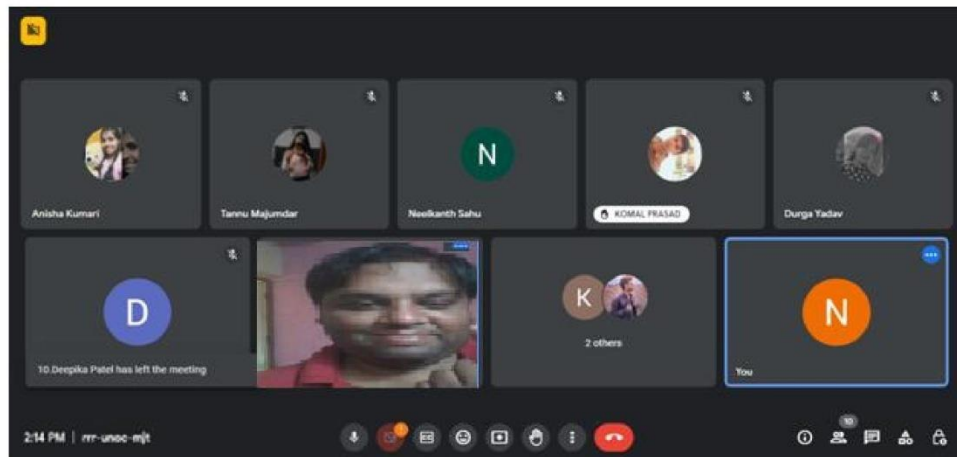 Anisha Kumari
Tannu Majumdar
N
Neelkanth Sahu
KOMAL PRASAD
Durga Yadav
D
10.Deepika Patel has left the meeting
K
2 others
N
You
2:14 PM | rrr-unoc-mjt
10